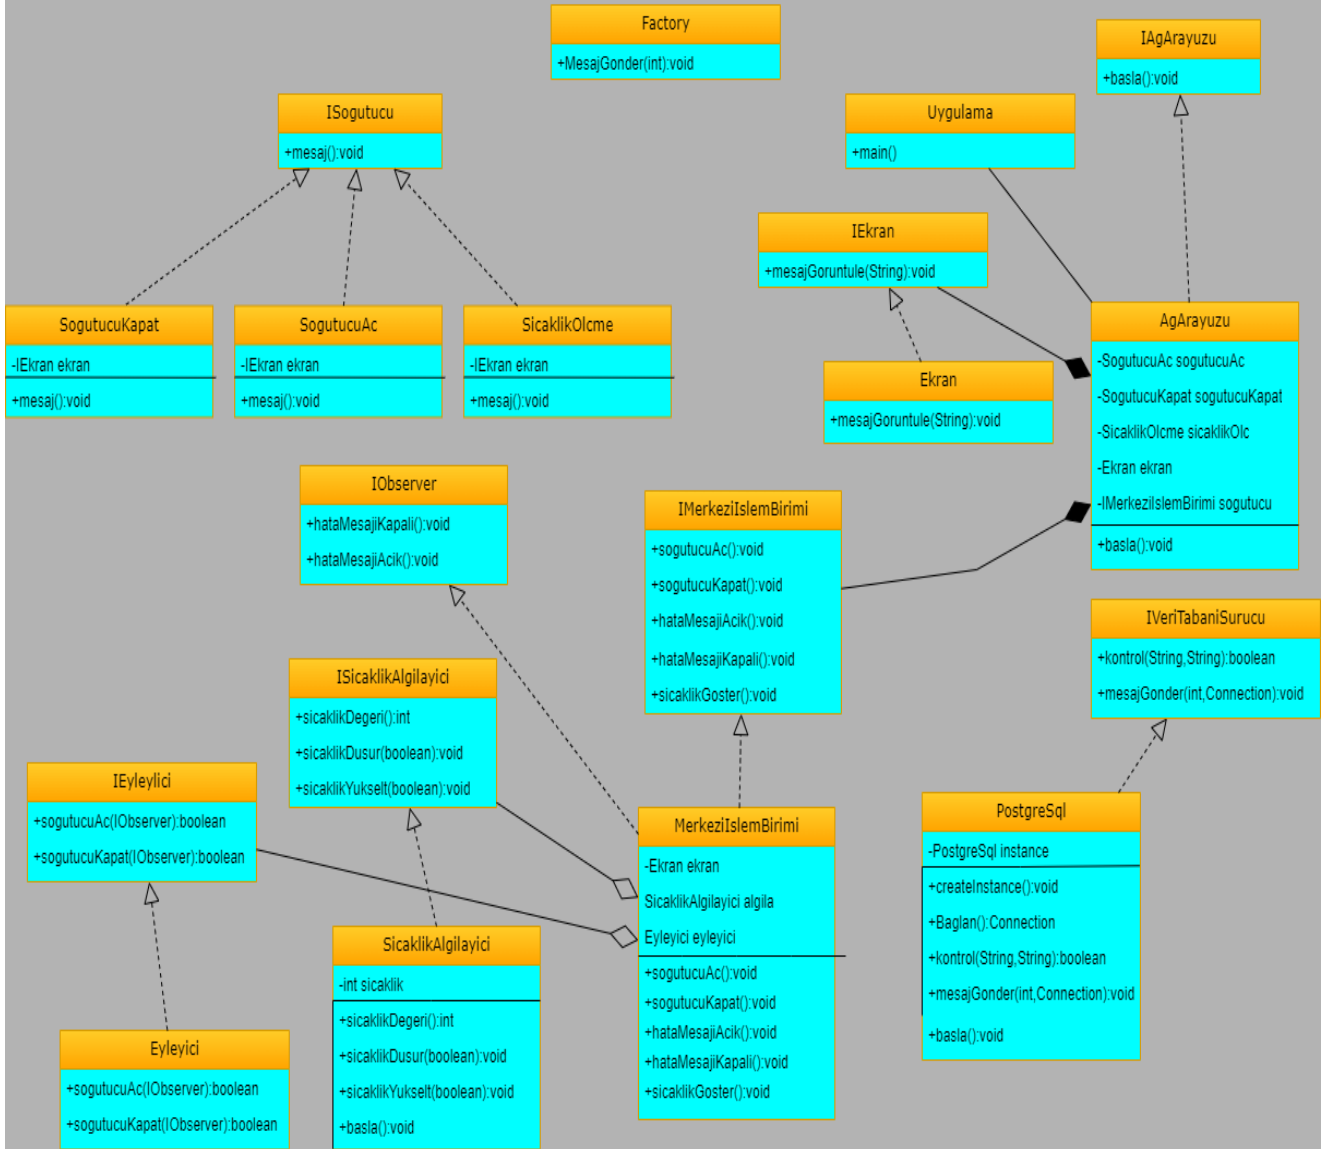 Factory
+MesajGonder(int):void
IAgArayuzu
+basla():void
ISogutucu
+mesaj():void
Uygulama
+main()
IEkran
+mesajGoruntule(String):void
SogutucuKapat
-IEkran ekran
+mesaj():void
SogutucuAc
-IEkran ekran
+mesaj():void
SicaklikOlcme
-IEkran ekran
+mesaj():void
Ekran
+mesajGoruntule(String):void
AgArayuzu
-SogutucuAc sogutucuAc
-SogutucuKapat sogutucuKapat
-SicaklikOlcme sicaklikOlc
-Ekran ekran
-IMerkeziIslemBirimi sogutucu
+basla():void
IObserver
+hataMesajiKapali():void
+hataMesajiAcik():void
IMerkeziIslemBirimi
+sogutucuAc():void
+sogutucuKapat():void
+hataMesajiAcik():void
+hataMesajiKapali():void
+sicaklikGoster():void
IVeriTabaniSurucu
+kontrol(String,String):boolean
+mesajGonder(int,Connection):void
ISicaklikAlgilayici
+sicaklikDegeri():int
+sicaklikDusur(boolean):void
+sicaklikYukselt(boolean):void
IEyleylici
+sogutucuAc(IObserver):boolean
+sogutucuKapat(IObserver):boolean
MerkeziIslemBirimi
-Ekran ekran
SicaklikAlgilayici algila
Eyleyici eyleyici
+sogutucuAc():void
+sogutucuKapat():void
+hataMesajiAcik():void
+hataMesajiKapali():void
+sicaklikGoster():void
PostgreSql
-PostgreSql instance
+createInstance():void
+Baglan():Connection
+kontrol(String,String):boolean
+mesajGonder(int,Connection):void
+basla():void
SicaklikAlgilayici
-int sicaklik
+sicaklikDegeri():int
+sicaklikDusur(boolean):void
+sicaklikYukselt(boolean):void
+basla():void
Eyleyici
+sogutucuAc(IObserver):boolean
+sogutucuKapat(IObserver):boolean